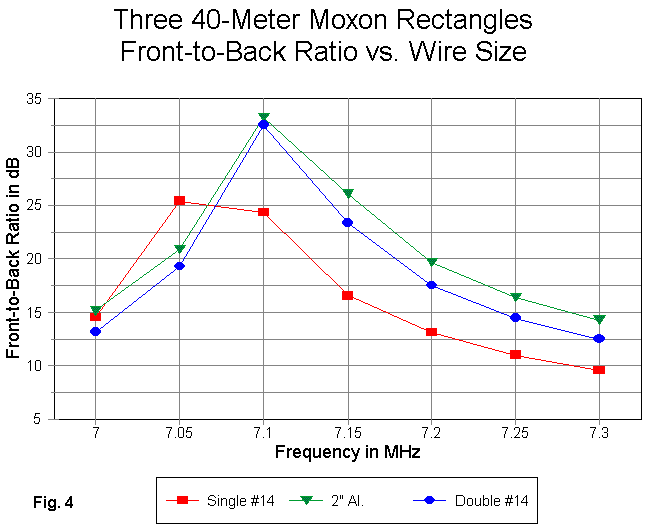 Three 40-Meter Moxon Rectangles
Front-to-Back Ratio vs. Wire Size
Front-to-Back Ratio in dB
35
30
25
20
15
10
5
7 7.05 7.1 7.15 7.2 7.25 7.3
Frequency in MHz
Fig. 4
Single #14 2" Al. Double #14